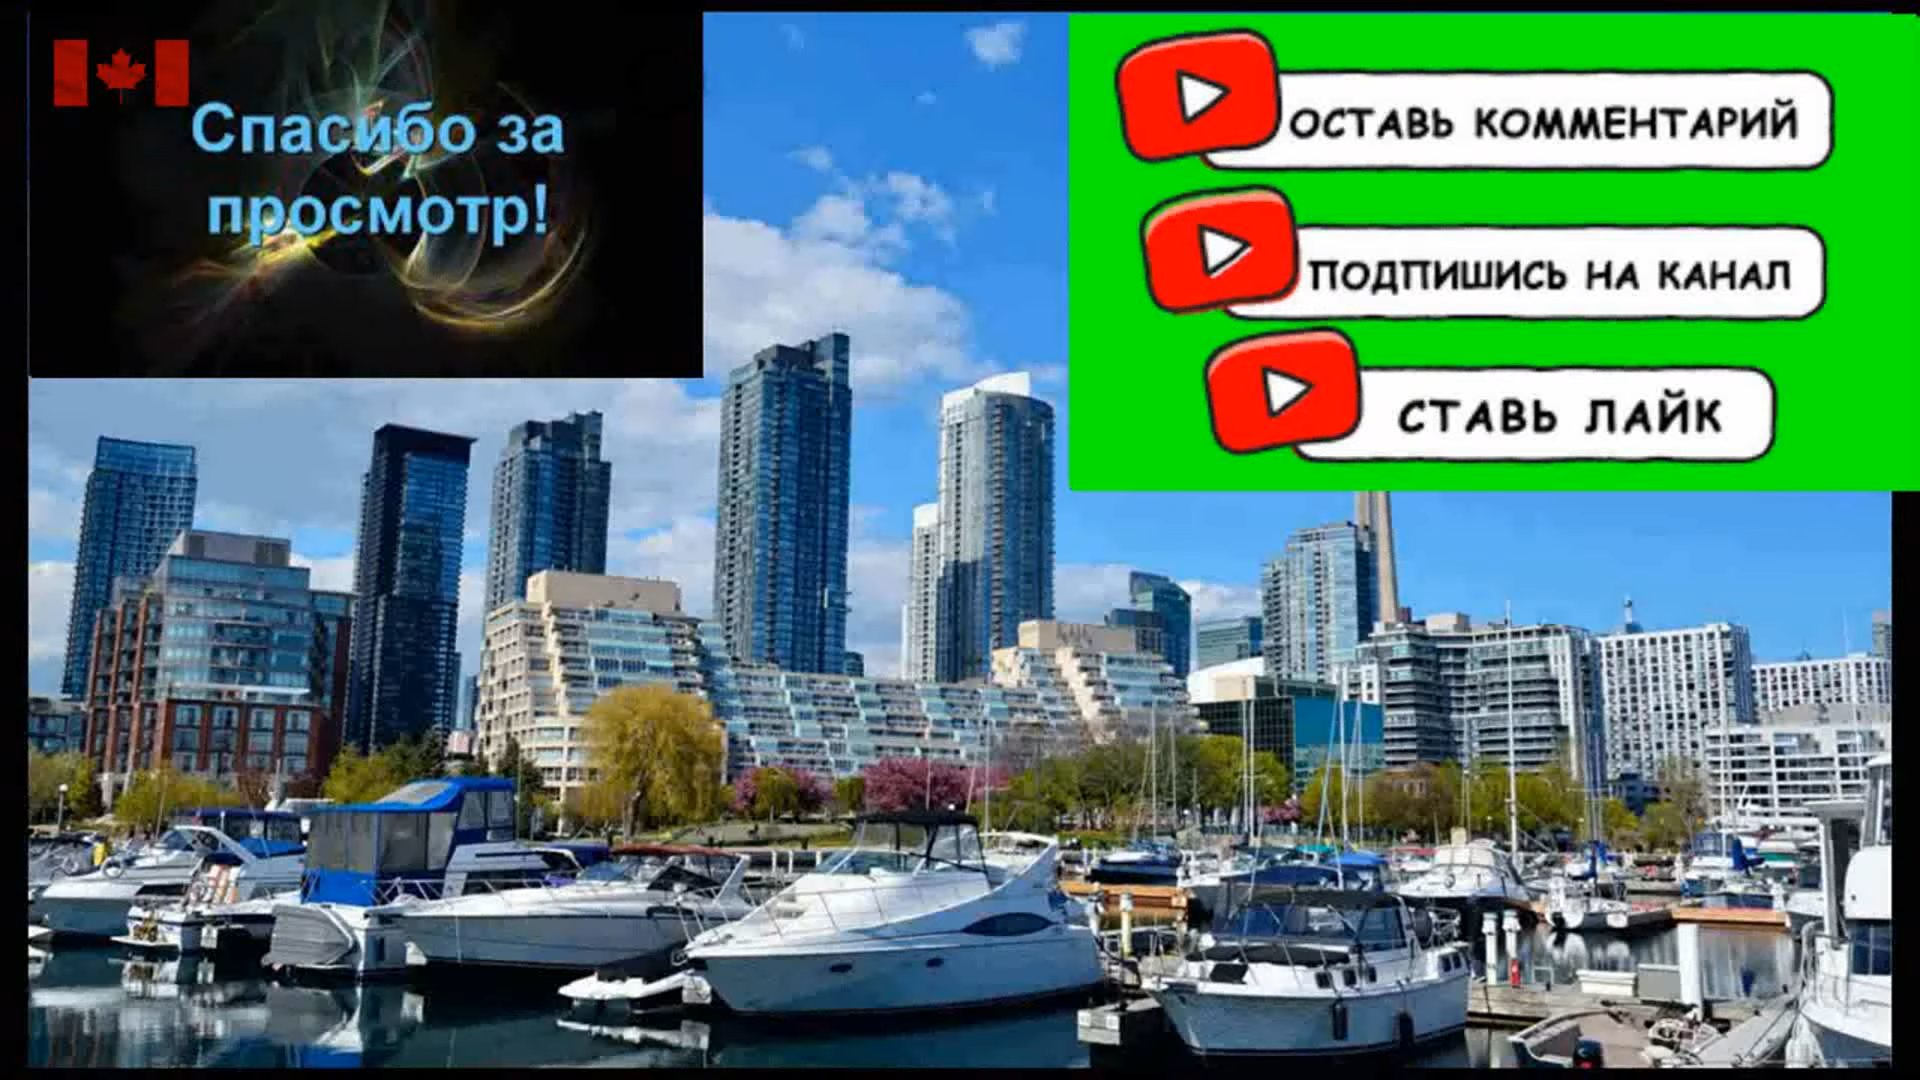 Спасибо за
просмотр!
ОСТАВЬ КОММЕНТАРИЙ
ПОДПИШИСЬ НА КАНАЛ
СТАВЬ ЛАЙК